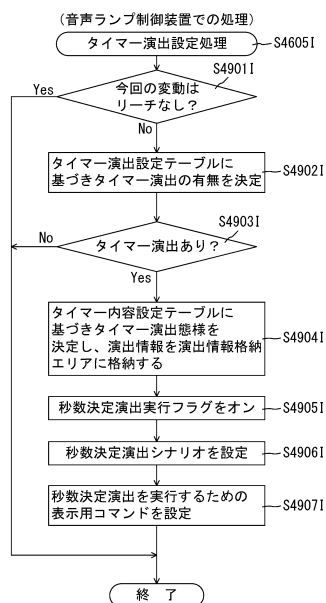 (音声ランプ制御装置での処理)
タイマー演出設定処理
S4605I
S4901I
今回の変動は
リーチなし?
Yes
No
タイマー演出設定テーブルに
基づきタイマー演出の有無を決定
S4902I
S4903I
タイマー演出あり?
No
Yes
タイマー内容設定テーブルに
基づきタイマー演出態様を
決定し、演出情報を演出情報格納
エリアに格納する
S4904I
秒数決定演出実行フラグをオン
S4905I
秒数決定演出シナリオを設定
S4906I
秒数決定演出を実行するための
表示用コマンドを設定
S4907I
終 了